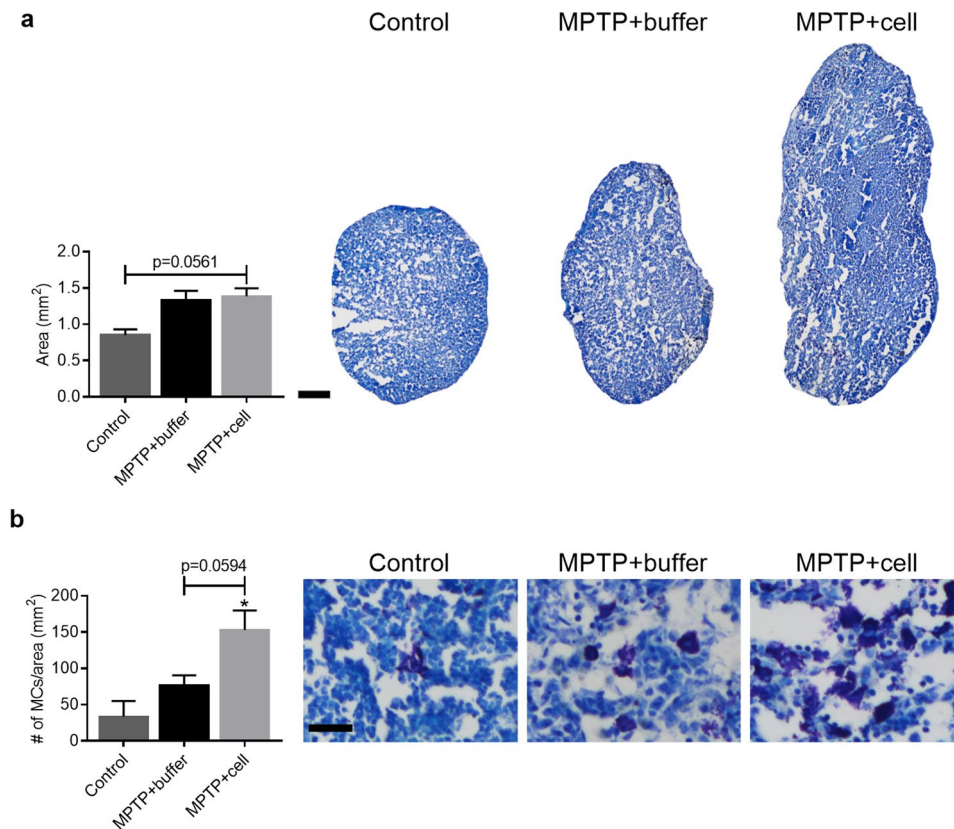 a
Control MPTP+buffer MPTP+cell
p=0.0561
Area (mm²)
2.0
1.5
1.0
0.5
0.0
Control
MPTP+buffer
MPTP+cell
b
Control MPTP+buffer MPTP+cell
p=0.0594
*
# of MCs/area (mm²)
200
150
100
50
0
Control
MPTP+buffer
MPTP+cell